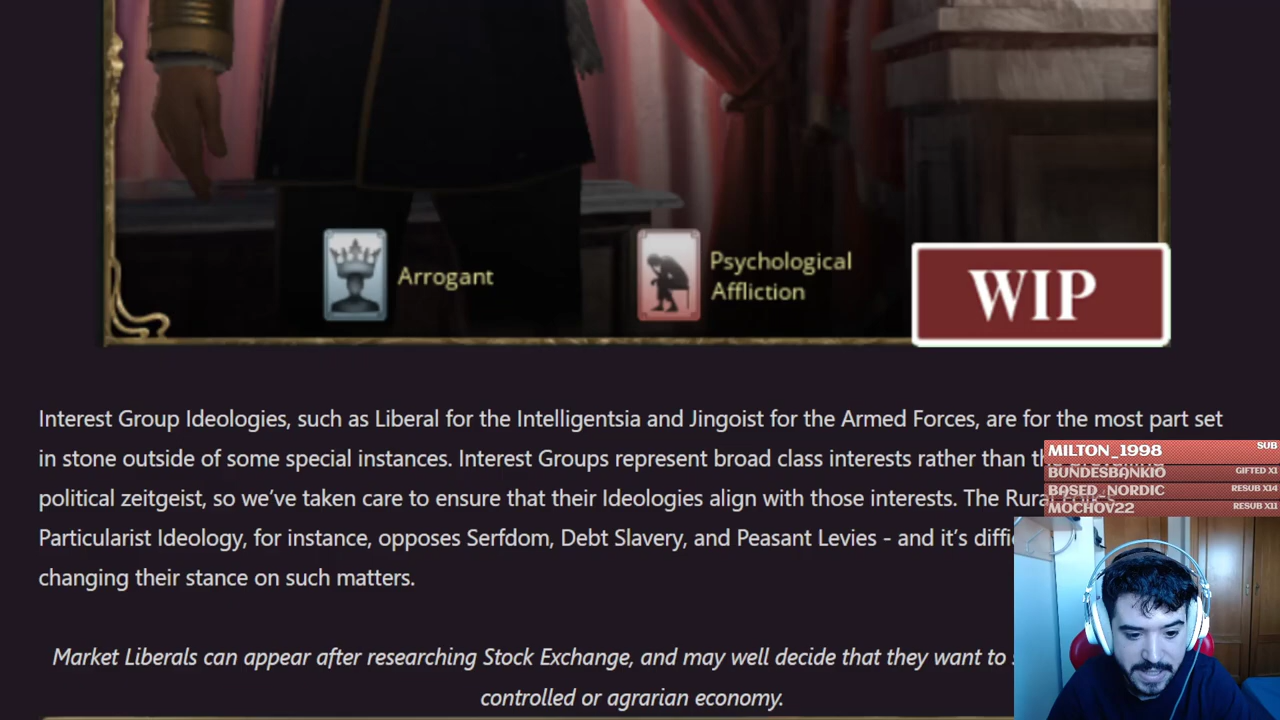 Arrogant
Psychological
Affliction
WIP
Interest Group Ideologies, such as Liberal for the Intelligentsia and Jingoist for the Armed Forces, are for the most part set
in stone outside of some special instances. Interest Groups represent broad class interests rather than
political zeitgeist, so we've taken care to ensure that their Ideologies align with those interests. The Rural
Particularist Ideology, for instance, opposes Serfdom, Debt Slavery, and Peasant Levies - and it's
changing their stance on such matters.
Market Liberals can appear after researching Stock Exchange, and may well decide that they want to
controlled or agrarian economy.
MILTON_1998 SUB
BUNDESBANKIO GIFTED X1
BASED_NORDIC RESUB X14
MOCHOV22 RESUB X11